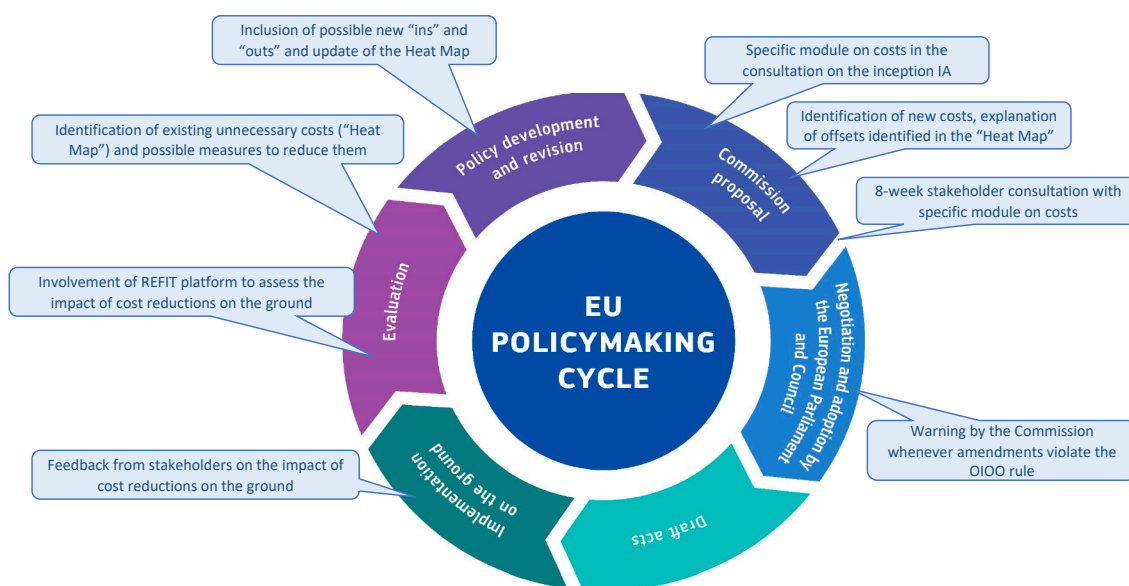 Inclusion of possible new “ins” and
“outs” and update of the Heat Map
Specific module on costs in the
consultation on the inception IA
Identification of existing unnecessary costs (“Heat
Map”) and possible measures to reduce them
Identification of new costs, explanation
of offsets identified in the “Heat Map”
8-week stakeholder consultation with
specific module on costs
Involvement of REFIT platform to assess the
impact of cost reductions on the ground
Warning by the Commission
whenever amendments violate the
OIOO rule
Feedback from stakeholders on the impact of
cost reductions on the ground
Policy development
and revision
Commission
proposal
Negotiation and adoption by
the European Parliament
and Council
Draft acts
Implementation
on the ground
Evaluation
EU
POLICYMAKING
CYCLE